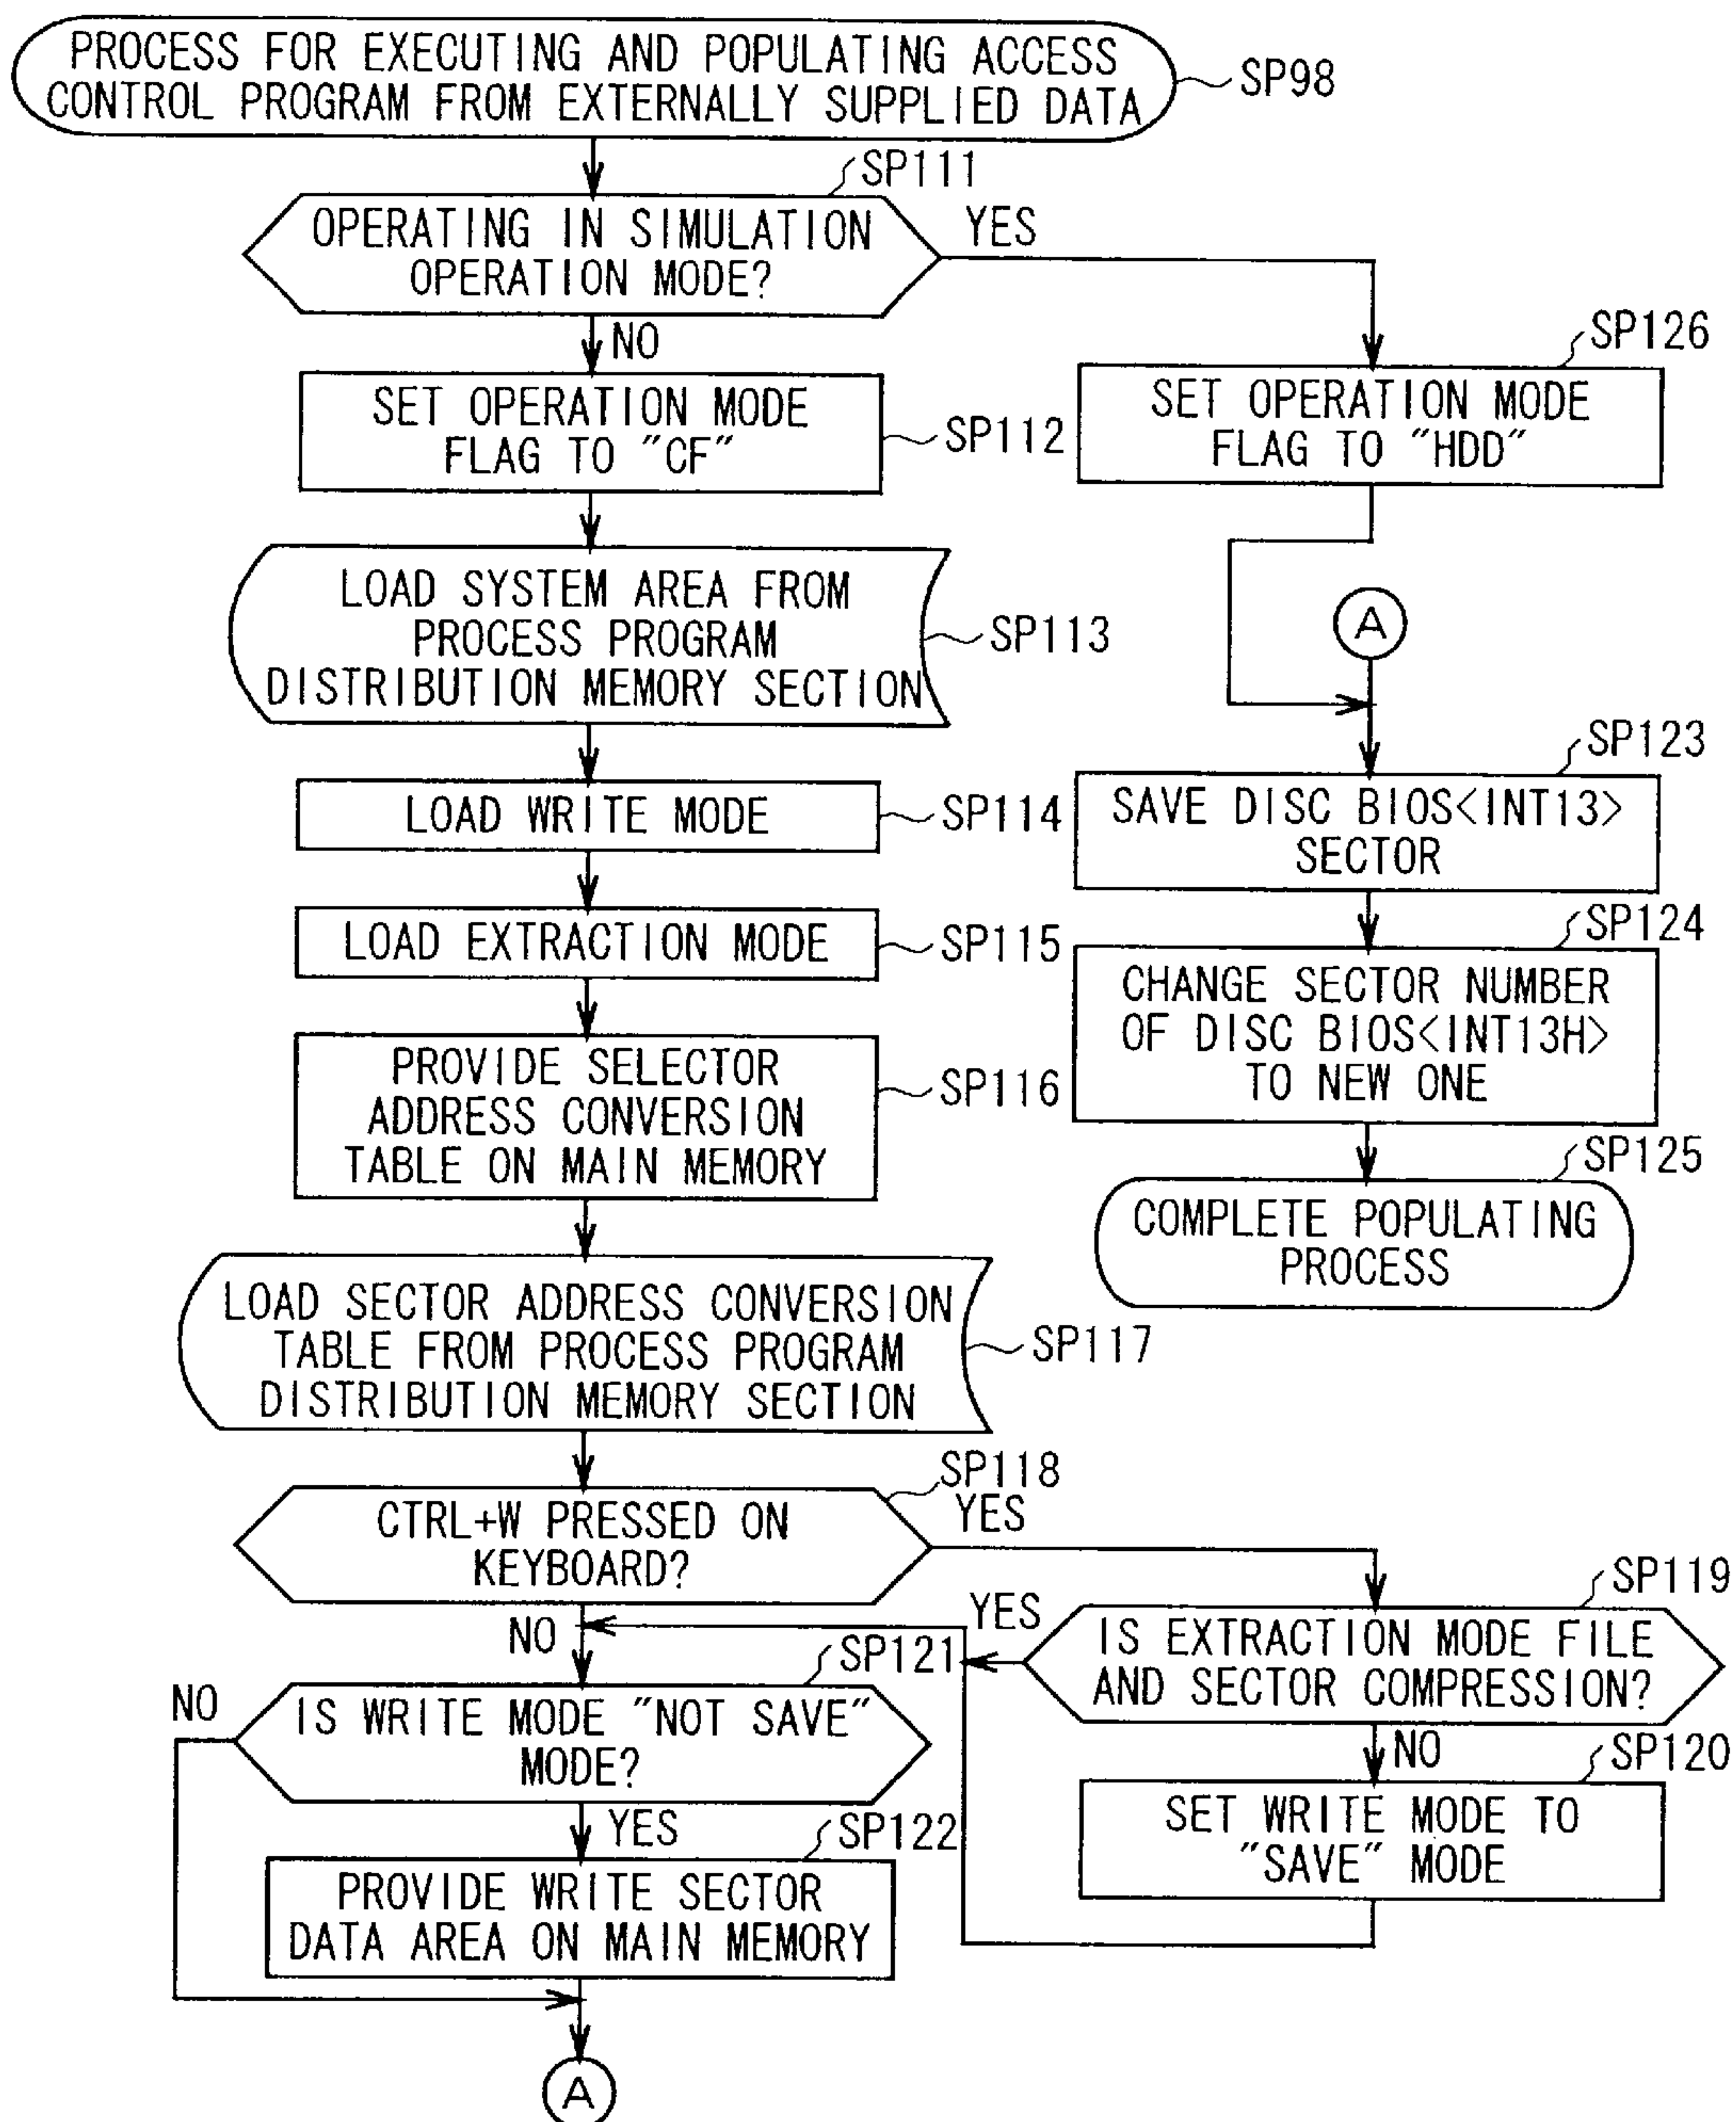 PROCESS FOR EXECUTING AND POPULATING ACCESS
CONTROL PROGRAM FROM EXTERNALLY SUPPLIED DATA
SP98
SP111
OPERATING IN SIMULATION
OPERATION MODE?
YES
NO
SET OPERATION MODE
FLAG TO "CF"
SP112
SP126
SET OPERATION MODE
FLAG TO "HDD"
LOAD SYSTEM AREA FROM
PROCESS PROGRAM
DISTRIBUTION MEMORY SECTION
SP113
A
LOAD WRITE MODE
SP114
SP123
SAVE DISC BIOS<INT13>
SECTOR
LOAD EXTRACTION MODE
SP115
SP124
CHANGE SECTOR NUMBER
OF DISC BIOS<INT13H>
TO NEW ONE
PROVIDE SELECTOR
ADDRESS CONVERSION
TABLE ON MAIN MEMORY
SP116
SP125
COMPLETE POPULATING
PROCESS
LOAD SECTOR ADDRESS CONVERSION
TABLE FROM PROCESS PROGRAM
DISTRIBUTION MEMORY SECTION
SP117
SP118
CTRL+W PRESSED ON
KEYBOARD?
YES
NO
SP119
YES
IS EXTRACTION MODE FILE
AND SECTOR COMPRESSION?
NO
SP120
SET WRITE MODE TO
"SAVE" MODE
SP121
NO
IS WRITE MODE "NOT SAVE"
MODE?
YES
SP122
PROVIDE WRITE SECTOR
DATA AREA ON MAIN MEMORY
A